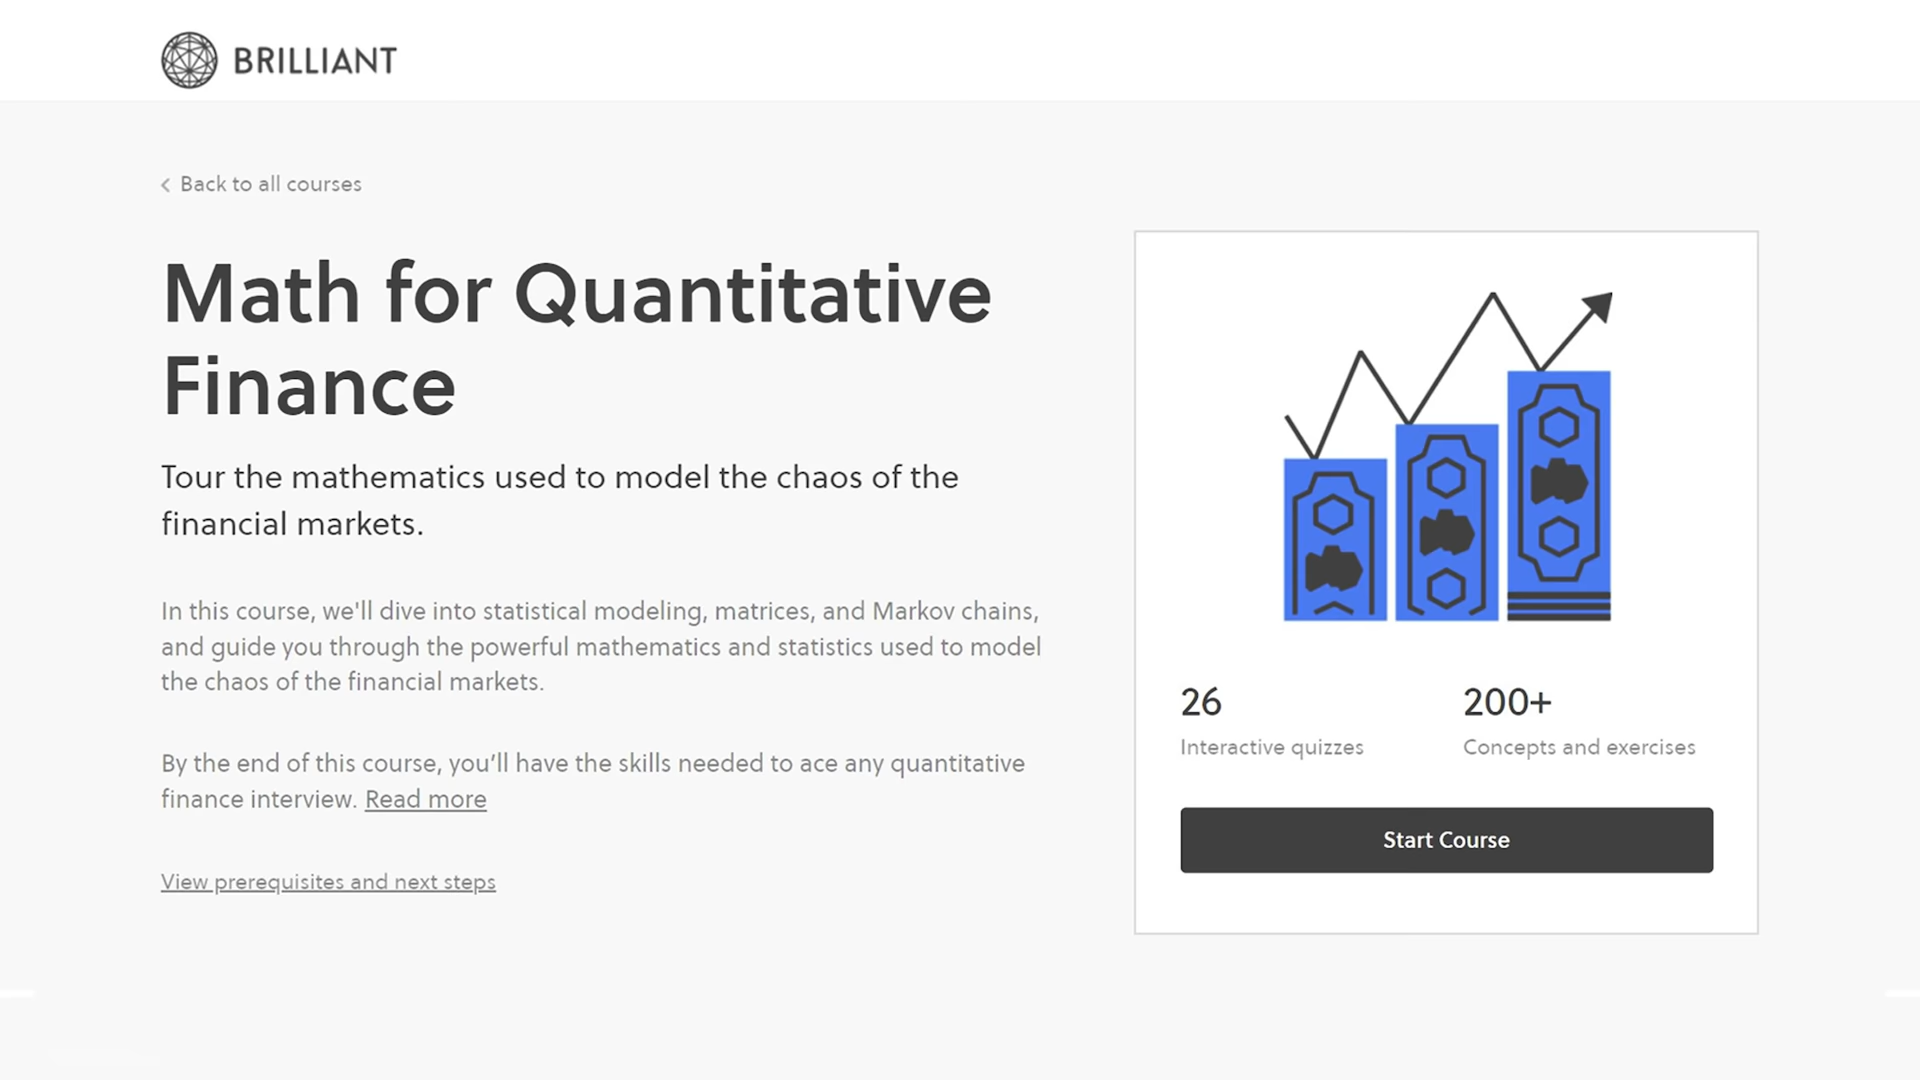 BRILLIANT
Back to all courses
Math for Quantitative
Finance
Tour the mathematics used to model the chaos of the
financial markets.
In this course, we'll dive into statistical modeling, matrices, and Markov chains,
and guide you through the powerful mathematics and statistics used to model
the chaos of the financial markets.
By the end of this course, you’ll have the skills needed to ace any quantitative
finance interview. Read more
View prerequisites and next steps
26
Interactive quizzes
200+
Concepts and exercises
Start Course